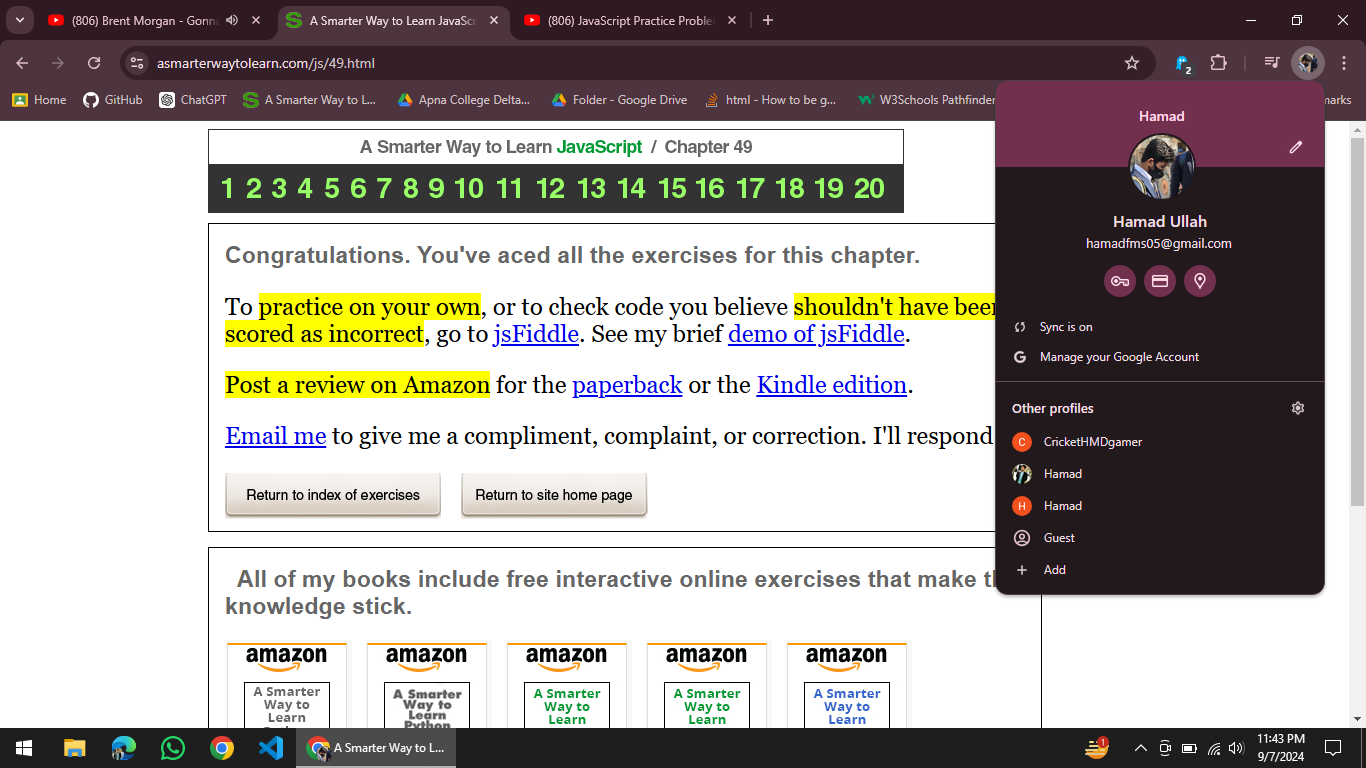 (806) Brent Morgan - Gonna
A Smarter Way to Learn JavaScr
(806) JavaScript Practice Proble
asmarterwaytolearn.com/js/49.html
2
Home
GitHub
ChatGPT
A Smarter Way to L...
Apna College Delta...
Folder - Google Drive
html - How to be g...
W3Schools Pathfinder
marks
A Smarter Way to Learn JavaScript / Chapter 49
1 2 3 4 5 6 7 8 9 10 11 12 13 14 15 16 17 18 19 20
Congratulations. You've aced all the exercises for this chapter.
To practice on your own, or to check code you believe shouldn't have been
scored as incorrect, go to jsFiddle. See my brief demo of jsFiddle.
Post a review on Amazon for the paperback or the Kindle edition.
Email me to give me a compliment, complaint, or correction. I'll respond
Return to index of exercises
Return to site home page
All of my books include free interactive online exercises that make
knowledge stick.
amazon
A Smarter
Way to
Learn
amazon
A Smarter
Way to
Learn
Python
amazon
A Smarter
Way to
Learn
amazon
A Smarter
Way to
Learn
amazon
A Smarter
Way to
Learn
Hamad
Hamad Ullah
hamadfms05@gmail.com
Sync is on
Manage your Google Account
Other profiles
C
CricketHMDgamer
Hamad
H
Hamad
Guest
Add
A Smarter Way to L...
1
11:43 PM
9/7/2024